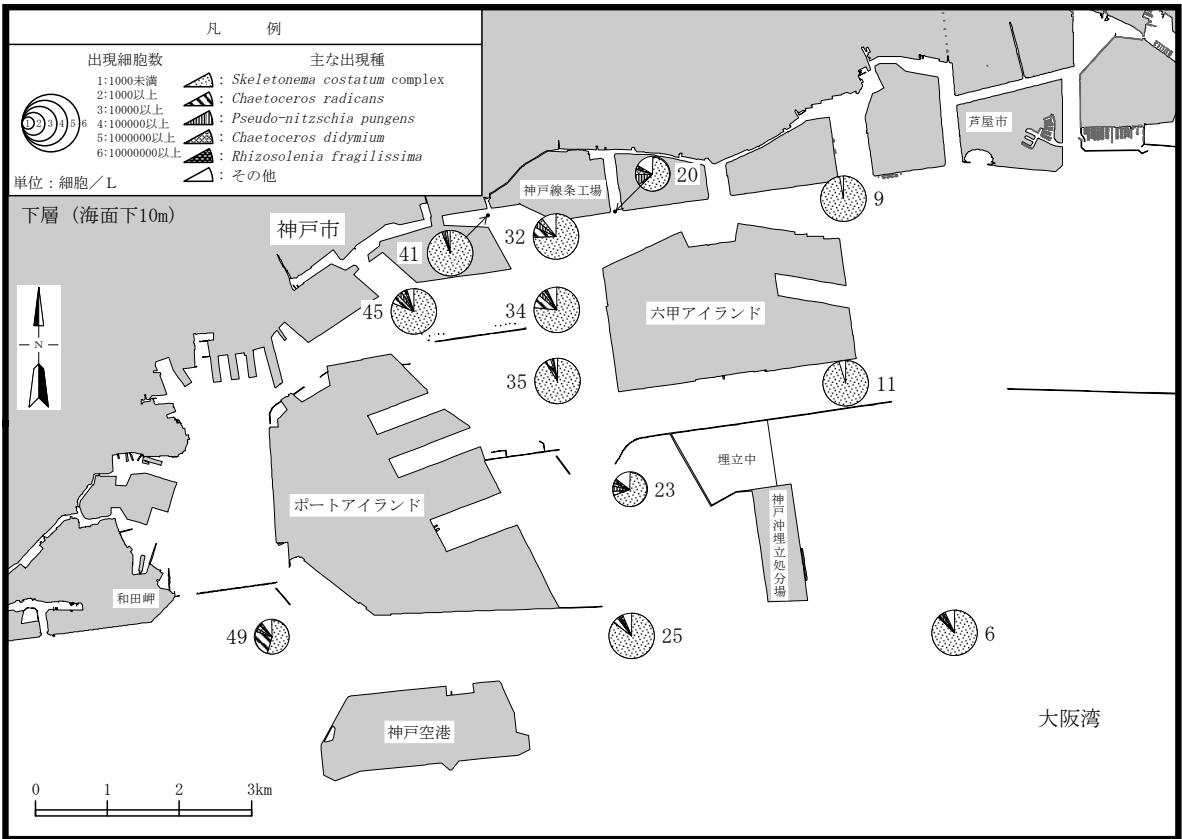 凡 例
出現細胞数
1:1000未満
2:1000以上
3:10000以上
4:100000以上
5:1000000以上
6:10000000以上
1 2 3 4 5 6
単位：細胞／L
主な出現種
: Skeletonema costatum complex
: Chaetoceros radicans
: Pseudo-nitzschia pungens
: Chaetoceros didymium
: Rhizosolenia fragilissima
: その他
下層 (海面下10m)
芦屋市
神戸線条工場
20
9
神戸市
41
32
N
45
34
六甲アイランド
35
11
埋立中
23
ポートアイランド
神戸沖埋立処分場
和田岬
49
25
6
大阪湾
神戸空港
0 1 2 3km